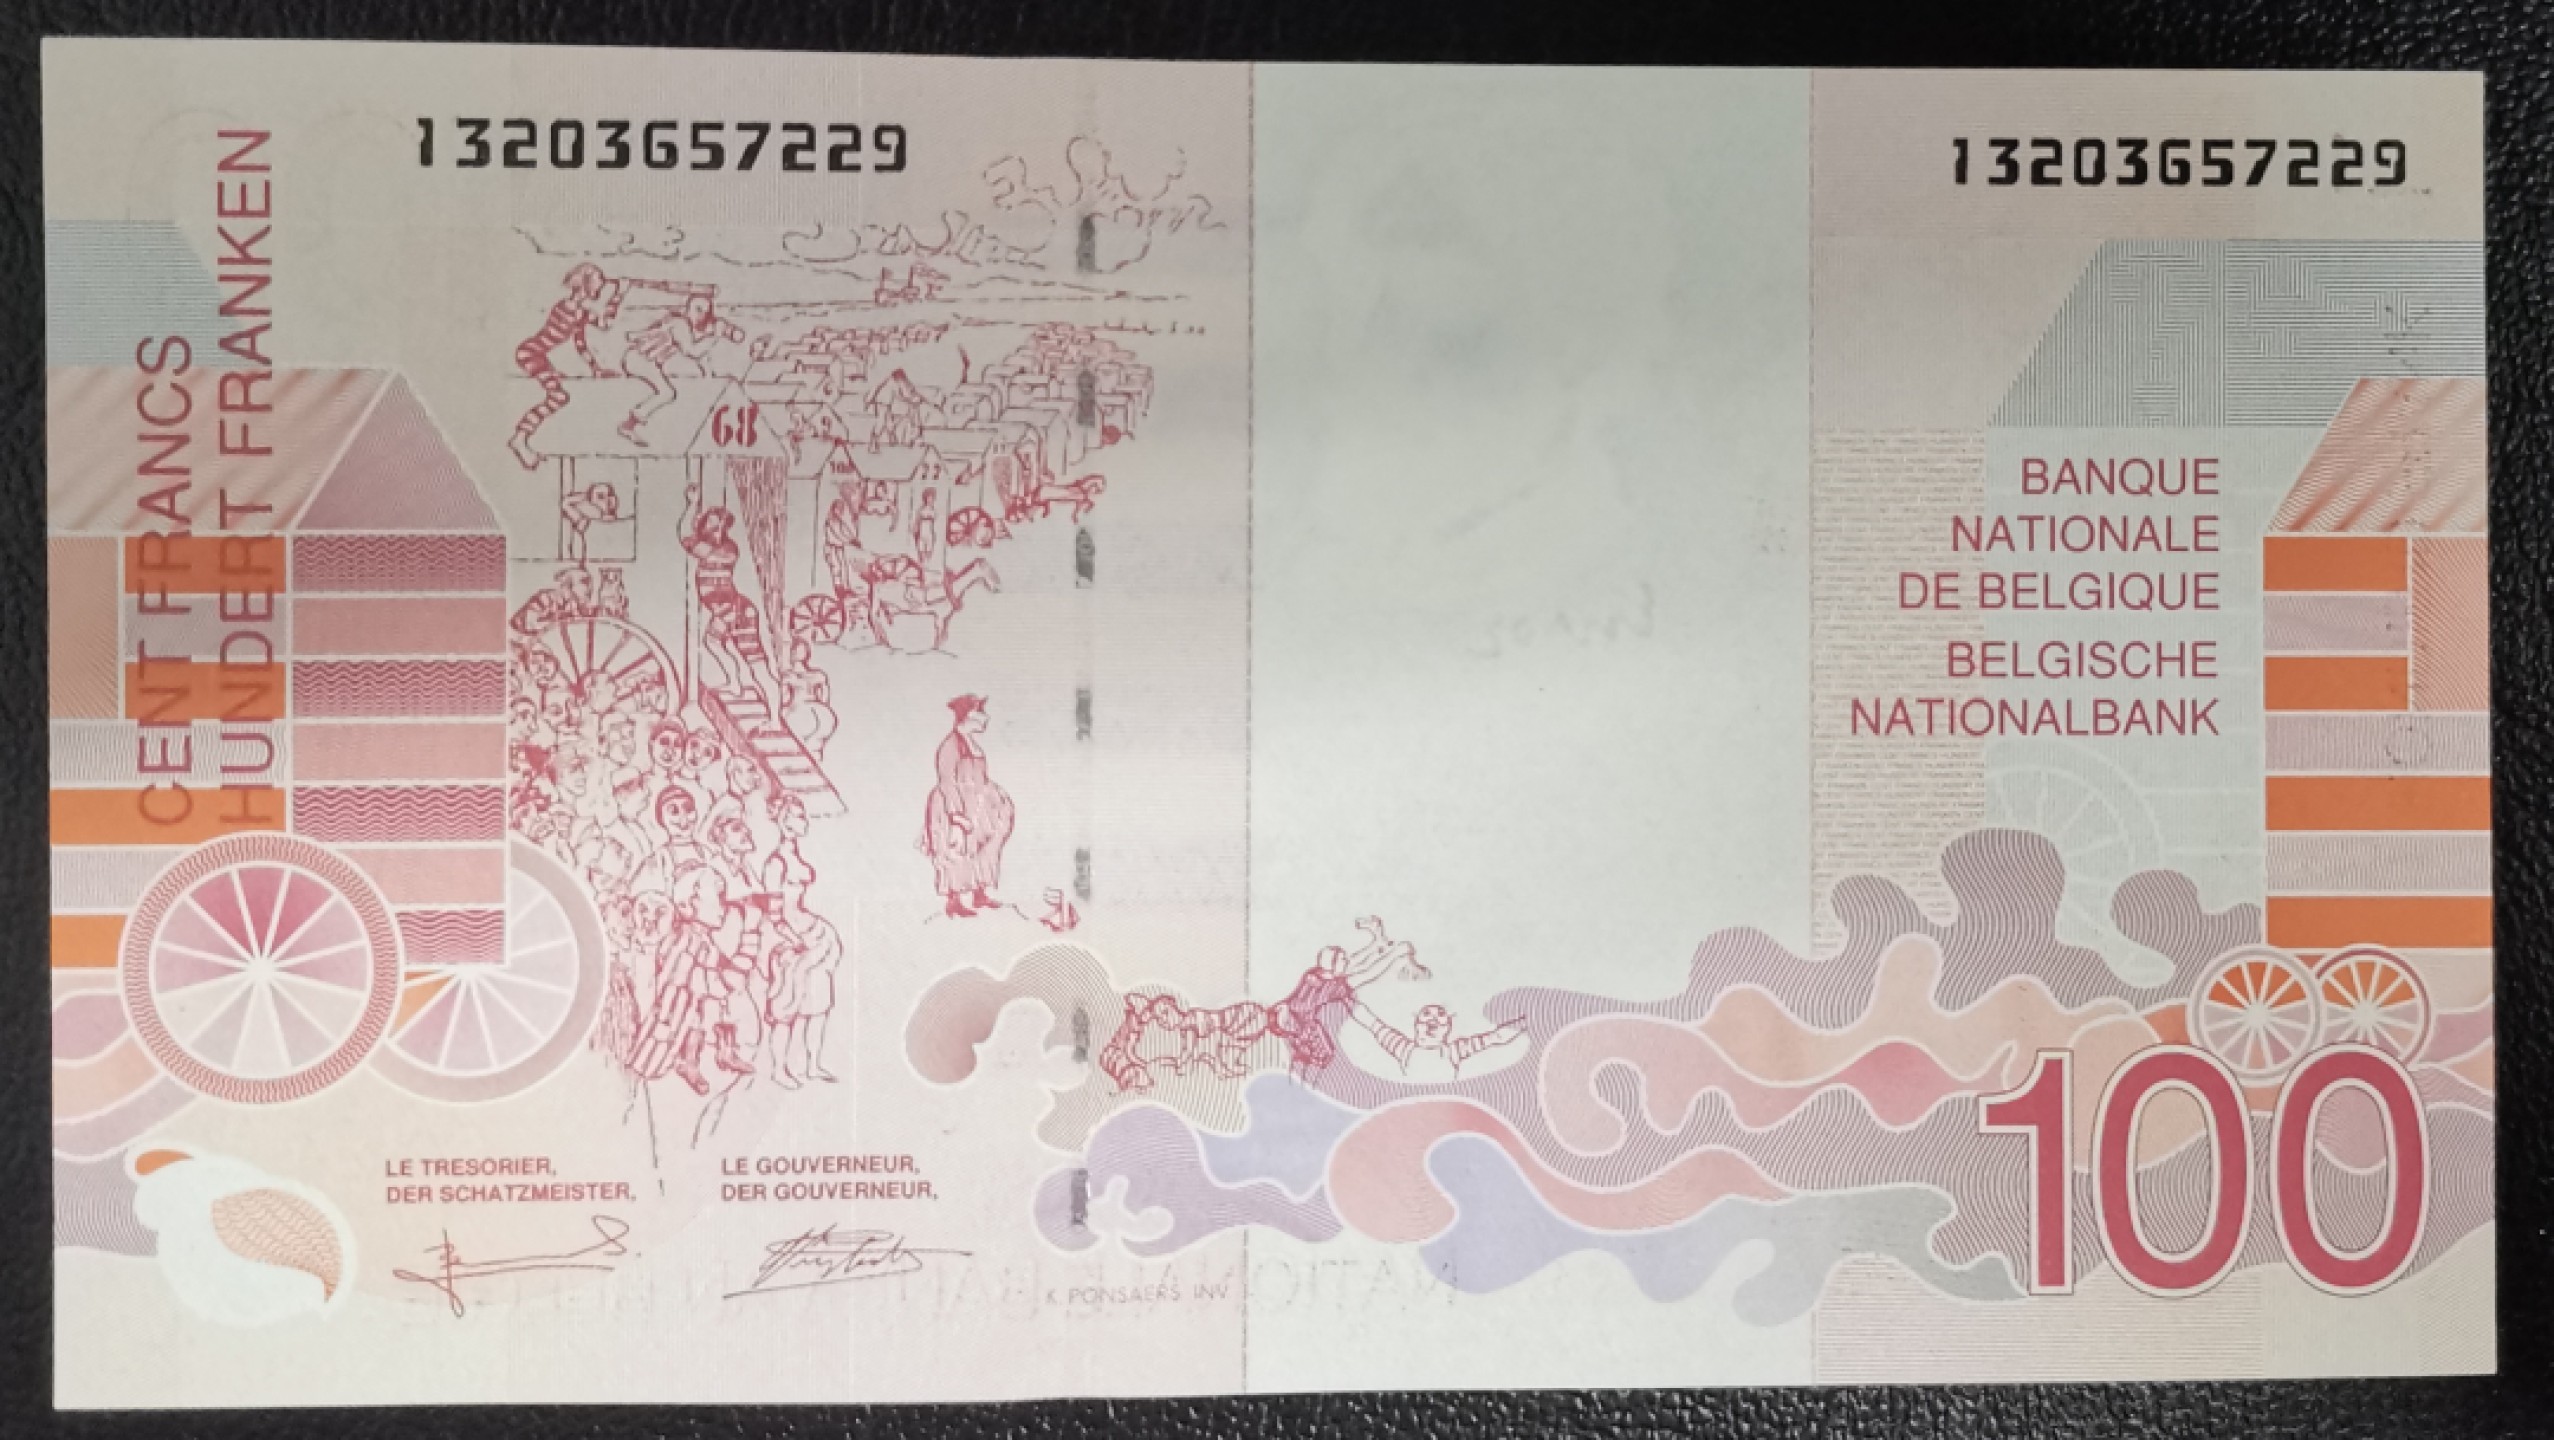 13203657229
13203657229
CENT FRANCS
HUNDERT FRANKEN
68
22
BANQUE
NATIONALE
DE BELGIQUE
BELGISCHE
NATIONALBANK
LE TRESORIER,
DER SCHATZMEISTER,
LE GOUVERNEUR,
DER GOUVERNEUR,
K PONSAERS INV
100